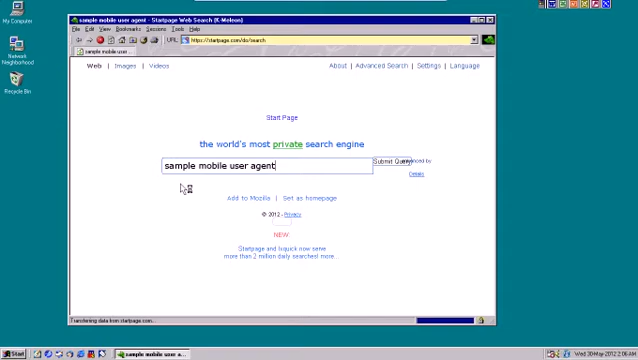 My Computer
Network
Neighborhood
Recycle Bin
sample mobile user agent - Startpage Web Search (K-Meleon)
File Edit View Bookmarks Sessions Tools Help
URL: https://startpage.com/do/search
sample mobile user ...
Web Images Videos
About | Advanced Search | Settings | Language
Start Page
the world's most private search engine
sample mobile user agent
Submit Query
by
Details
Add to Mozilla | Set as homepage
© 2012 - Privacy
NEW:
Startpage and Ixquick now serve
more than 2 million daily searches! more...
Transferring data from startpage.com...
Start
sample mobile user a...
Wed 30-May-2012 2:06 AM